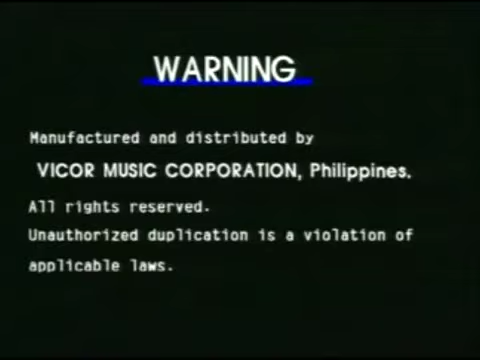 WARNING
Manufactured and distributed by
VICOR MUSIC CORPORATION, Philippines.
All rights reserved.
Unauthorized duplication is a violation of
applicable laws.